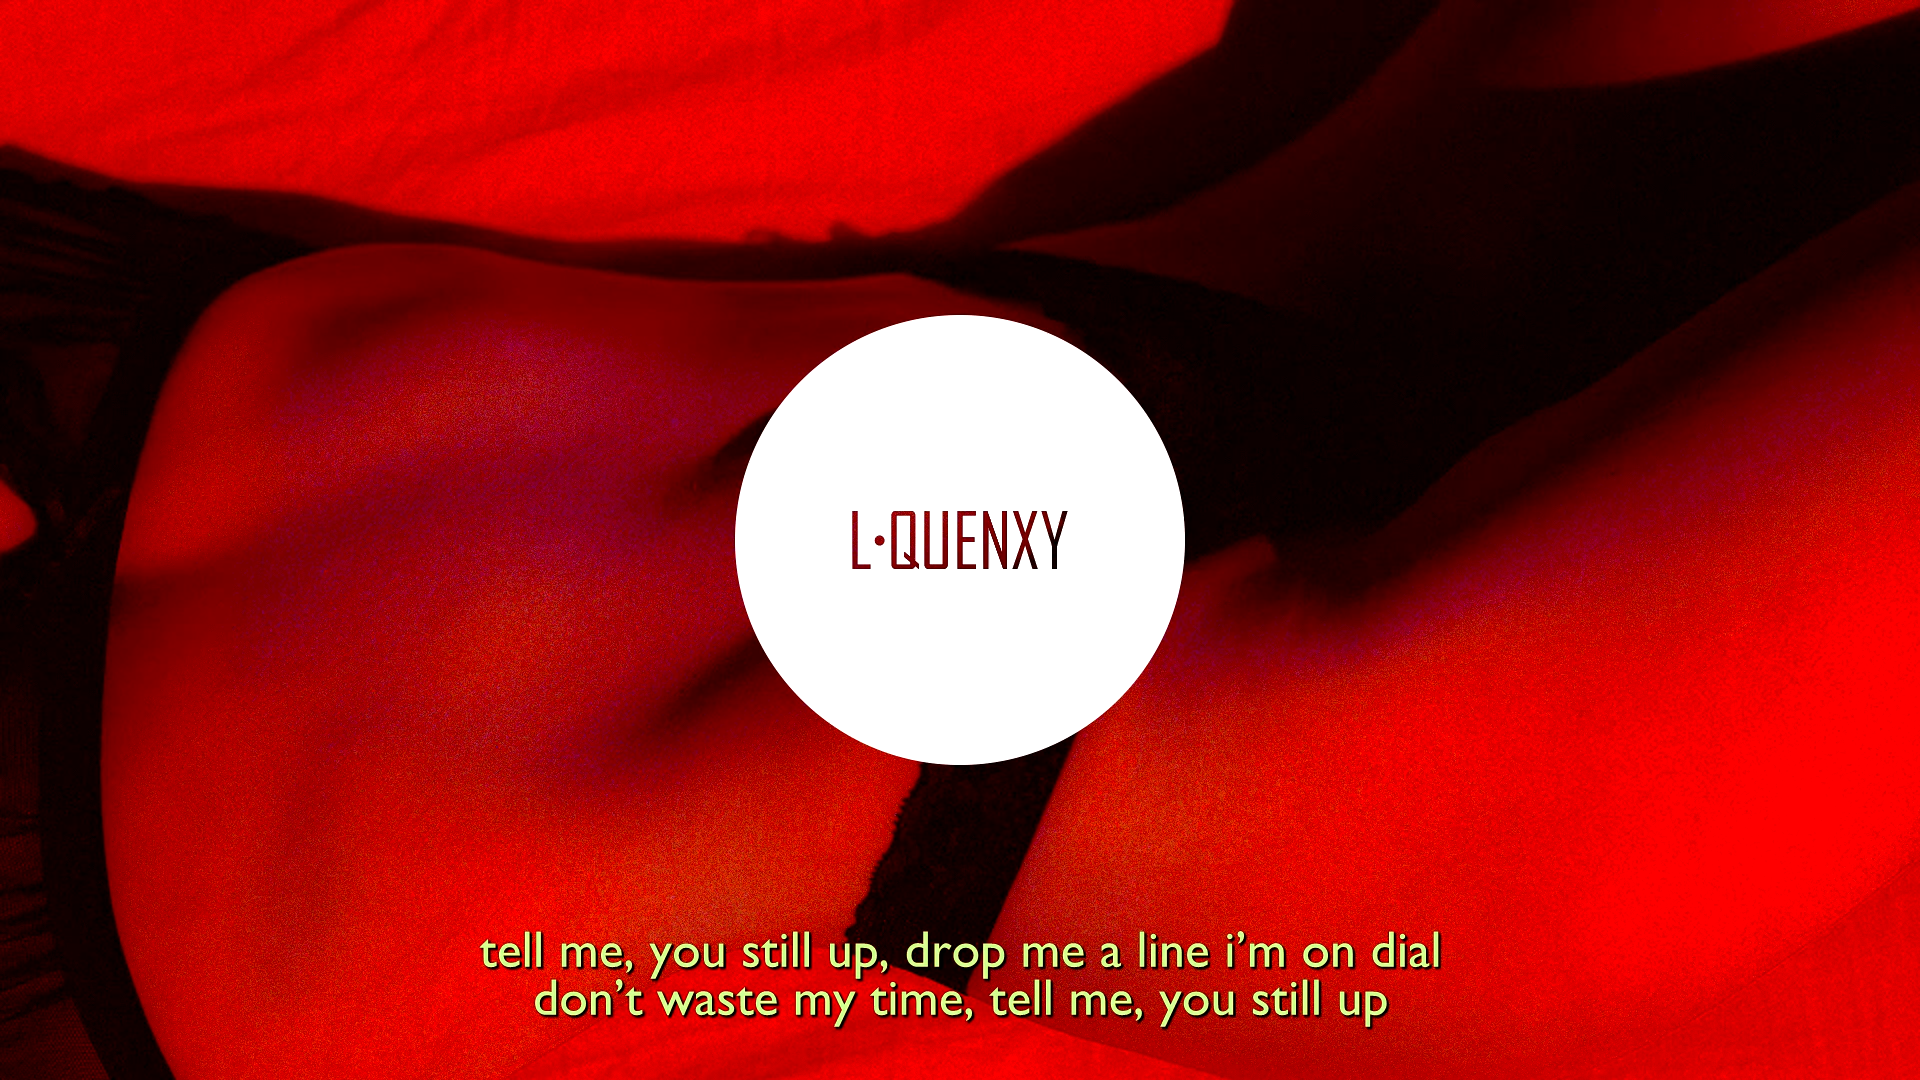 L·QUENXY
tell me, you still up, drop me a line i’m on dial
don’t waste my time, tell me, you still up